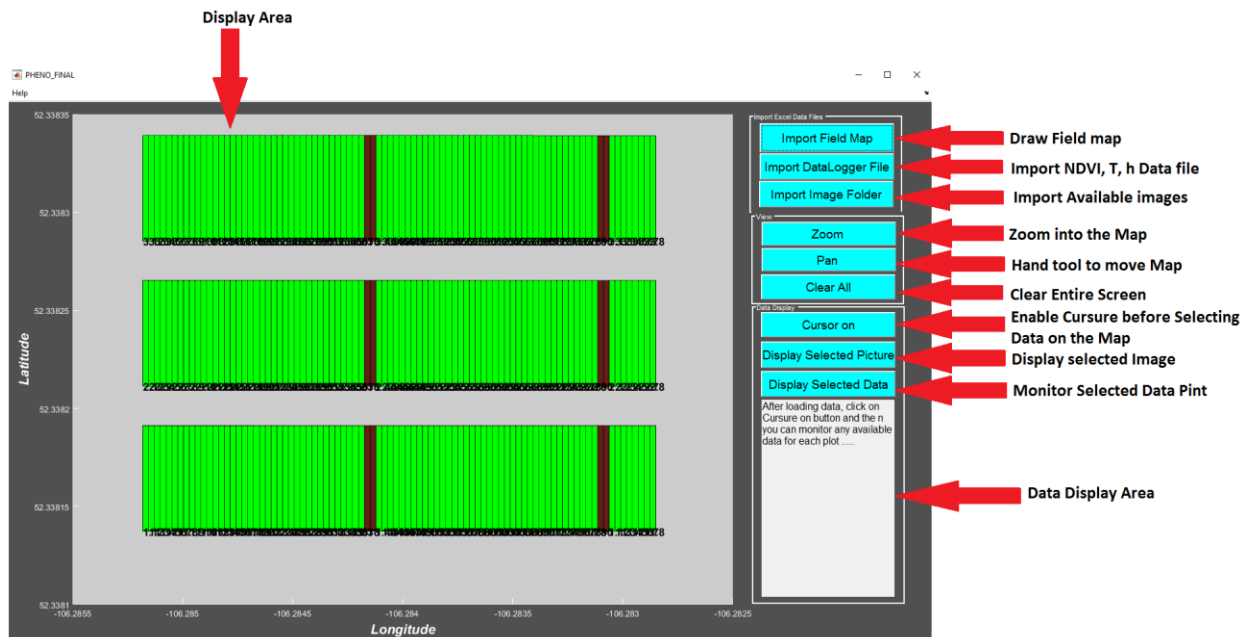 Display Area
PHENO_FINAL
Help
52.33835
52.3383
52.33825
52.3382
52.33815
52.3381
Latitude
-106.2855
-106.285
-106.2845
-106.284
-106.2835
-106.283
-106.2825
Longitude
Import Excel Data Files
Import Field Map
Import DataLogger File
Import Image Folder
View
Zoom
Pan
Clear All
Data Display
Cursor on
Display Selected Picture
Display Selected Data
After loading data, click on
Cursure on button and the n
you can monitor any available
data for each plot .....
Draw Field map
Import NDVI, T, h Data file
Import Available images
Zoom into the Map
Hand tool to move Map
Clear Entire Screen
Enable Cursure before Selecting
Data on the Map
Display selected Image
Monitor Selected Data Pint
Data Display Area